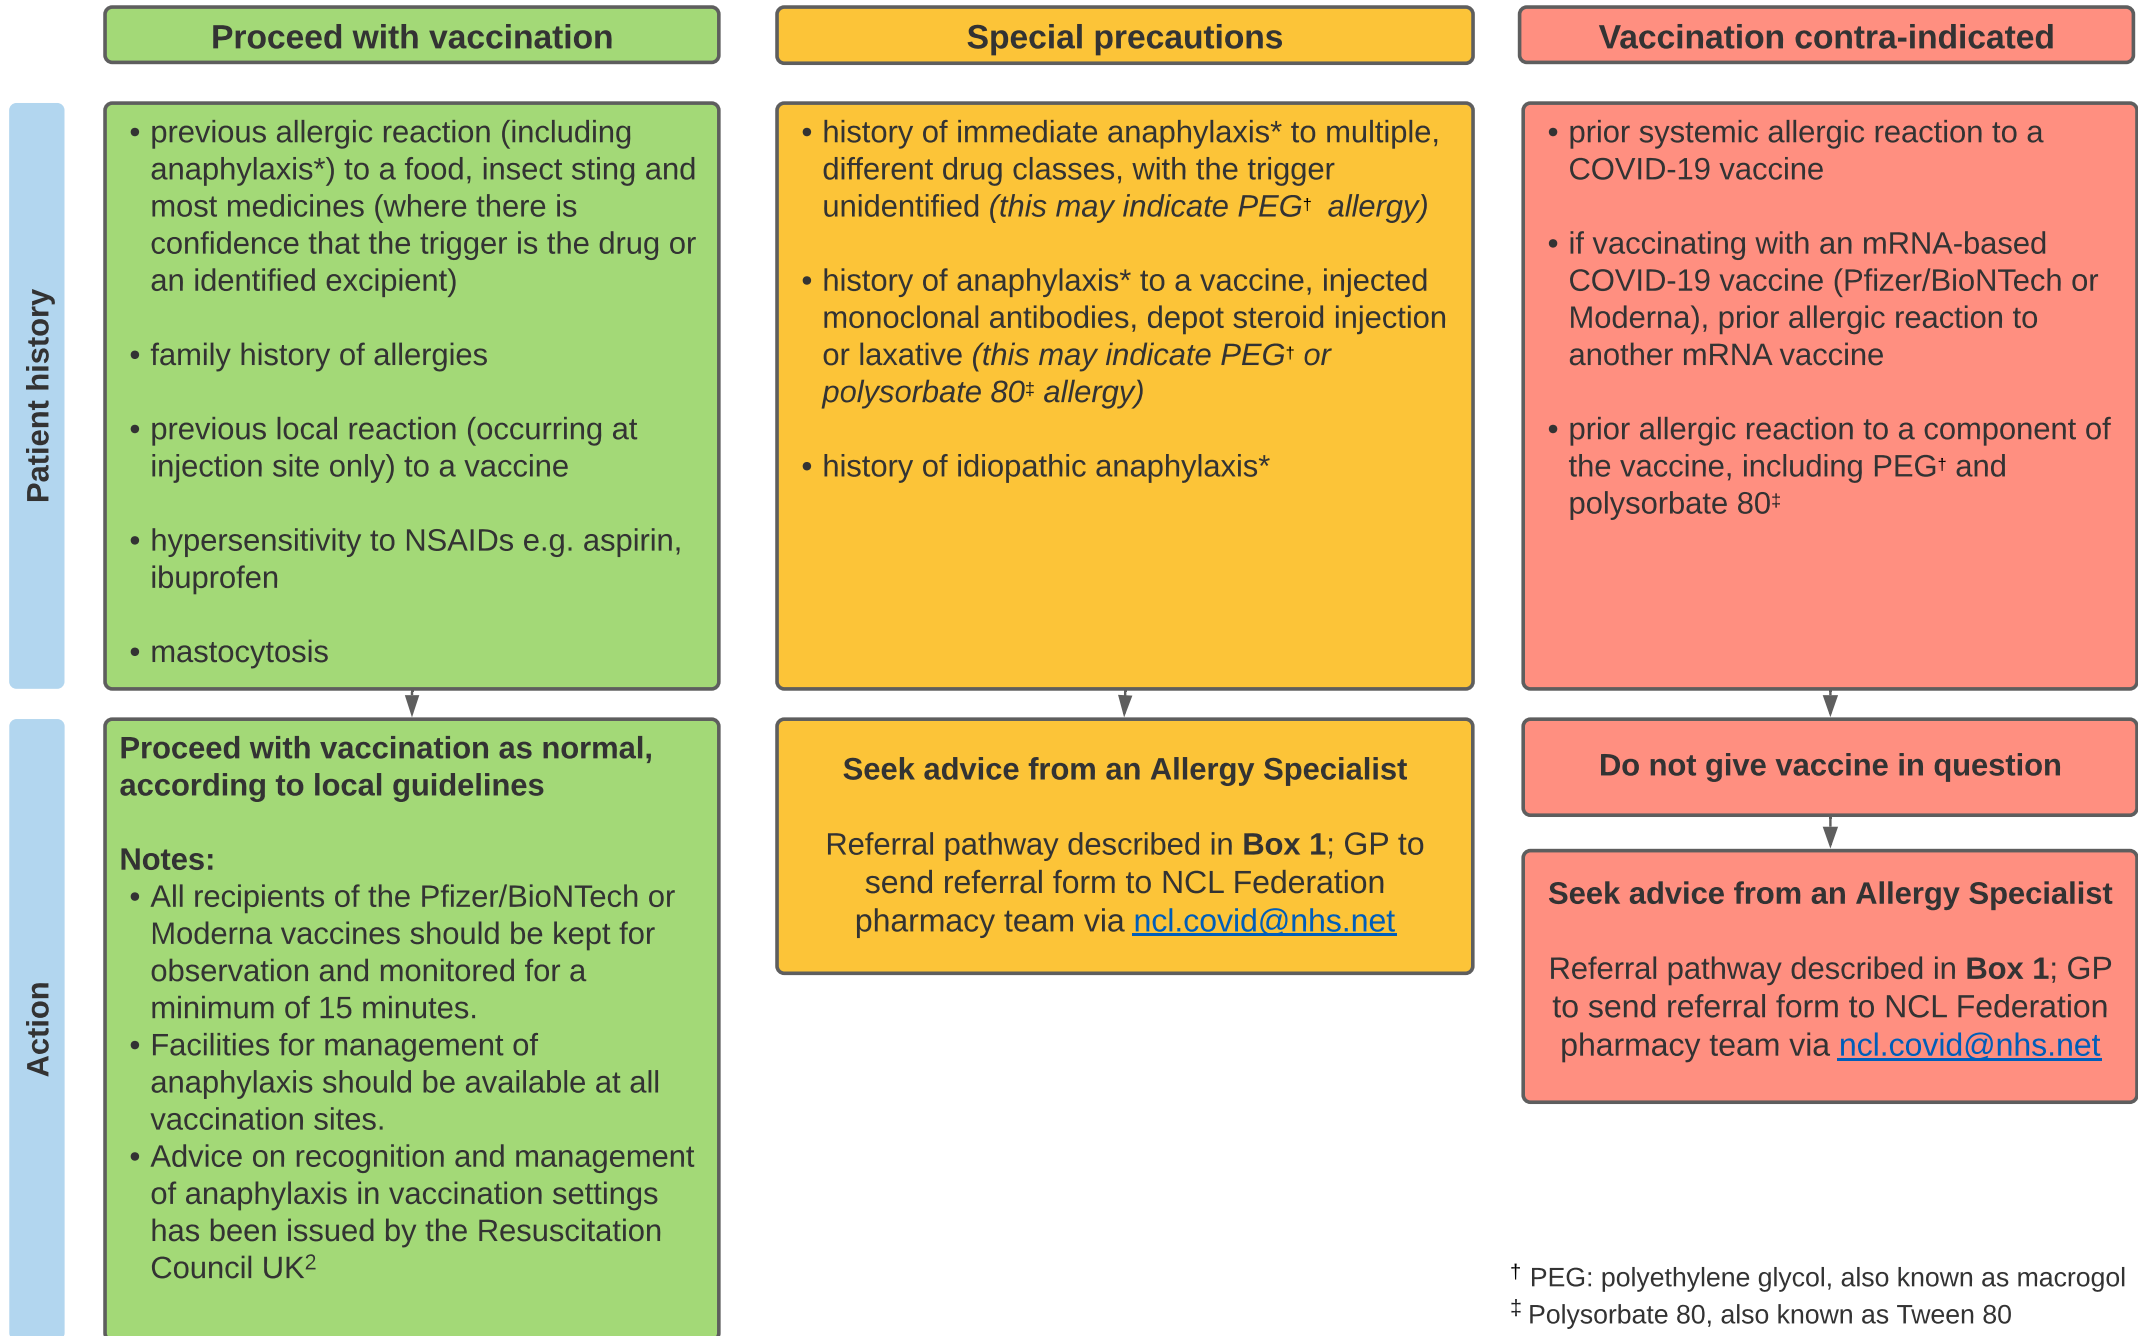 Proceed with vaccination
Special precautions
Vaccination contra-indicated
Patient history
• previous allergic reaction (including
anaphylaxis*) to a food, insect sting and
most medicines (where there is
confidence that the trigger is the drug or
an identified excipient)
• family history of allergies
• previous local reaction (occurring at
injection site only) to a vaccine
• hypersensitivity to NSAIDs e.g. aspirin,
ibuprofen
• mastocytosis
• history of immediate anaphylaxis* to multiple,
different drug classes, with the trigger
unidentified (this may indicate PEG† allergy)
• history of anaphylaxis* to a vaccine, injected
monoclonal antibodies, depot steroid injection
or laxative (this may indicate PEG† or
polysorbate 80‡ allergy)
• history of idiopathic anaphylaxis*
• prior systemic allergic reaction to a
COVID-19 vaccine
• if vaccinating with an mRNA-based
COVID-19 vaccine (Pfizer/BioNTech or
Moderna), prior allergic reaction to
another mRNA vaccine
• prior allergic reaction to a component of
the vaccine, including PEG† and
polysorbate 80‡
Action
Proceed with vaccination as normal,
according to local guidelines
Notes:
• All recipients of the Pfizer/BioNTech or
Moderna vaccines should be kept for
observation and monitored for a
minimum of 15 minutes.
• Facilities for management of
anaphylaxis should be available at all
vaccination sites.
• Advice on recognition and management
of anaphylaxis in vaccination settings
has been issued by the Resuscitation
Council UK²
Seek advice from an Allergy Specialist
Referral pathway described in Box 1; GP to
send referral form to NCL Federation
pharmacy team via ncl.covid@nhs.net
Do not give vaccine in question
Seek advice from an Allergy Specialist
Referral pathway described in Box 1; GP
to send referral form to NCL Federation
pharmacy team via ncl.covid@nhs.net
† PEG: polyethylene glycol, also known as macrogol
‡ Polysorbate 80, also known as Tween 80